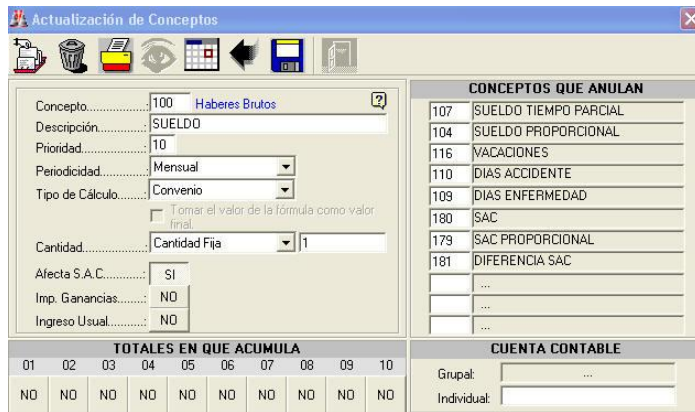 Actualización de Conceptos
Concepto.................: 100 Haberes Brutos
Descripción..............: SUELDO
Prioridad..................: 10
Periodicidad.............: Mensual
Tipo de Cálculo.......: Convenio
Tomar el valor de la fórmula como valor
final.
Cantidad..................: Cantidad Fija 1
Afecta S.A.C...........: SI
Imp. Ganancias.......: NO
Ingreso Usual..........: NO
CONCEPTOS QUE ANULAN
107 SUELDO TIEMPO PARCIAL
104 SUELDO PROPORCIONAL
116 VACACIONES
110 DIAS ACCIDENTE
109 DIAS ENFERMEDAD
180 SAC
179 SAC PROPORCIONAL
181 DIFERENCIA SAC
...
...
...
TOTALES EN QUE ACUMULA
01 02 03 04 05 06 07 08 09 10
NO NO NO NO NO NO NO NO NO NO
CUENTA CONTABLE
Grupal: ...
Individual: